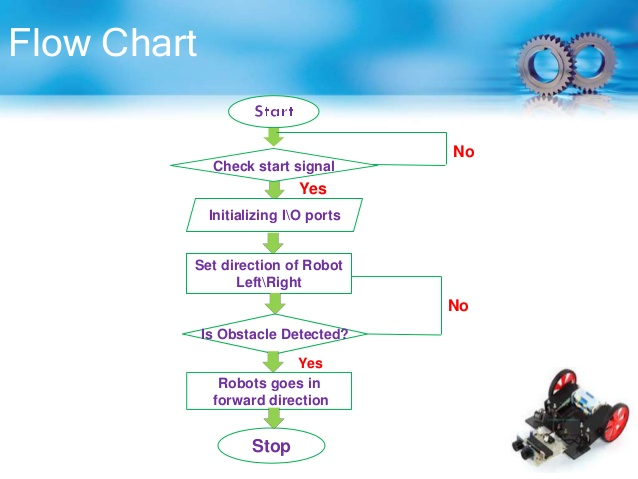 Flow Chart
Start
Check start signal
No
Yes
Initializing I\O ports
Set direction of Robot
Left\Right
No
Is Obstacle Detected?
Yes
Robots goes in
forward direction
Stop